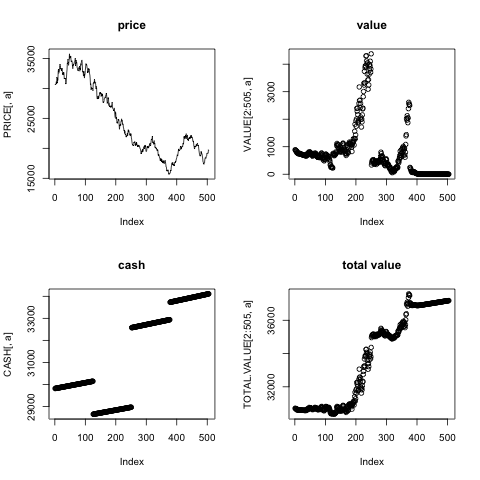 price
value
PRICE[, a]
15000 25000 35000
0 100 200 300 400 500
Index
VALUE[2:505, a]
0 1000 3000
0 100 200 300 400 500
Index
cash
total value
CASH[, a]
29000 31000 33000
0 100 200 300 400 500
Index
TOTAL.VALUE[2:505, a]
32000 36000
0 100 200 300 400 500
Index